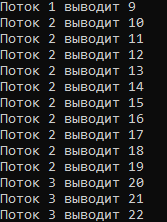 Поток 1 выводит 9
Поток 2 выводит 10
Поток 2 выводит 11
Поток 2 выводит 12
Поток 2 выводит 13
Поток 2 выводит 14
Поток 2 выводит 15
Поток 2 выводит 16
Поток 2 выводит 17
Поток 2 выводит 18
Поток 2 выводит 19
Поток 3 выводит 20
Поток 3 выводит 21
Поток 3 выводит 22